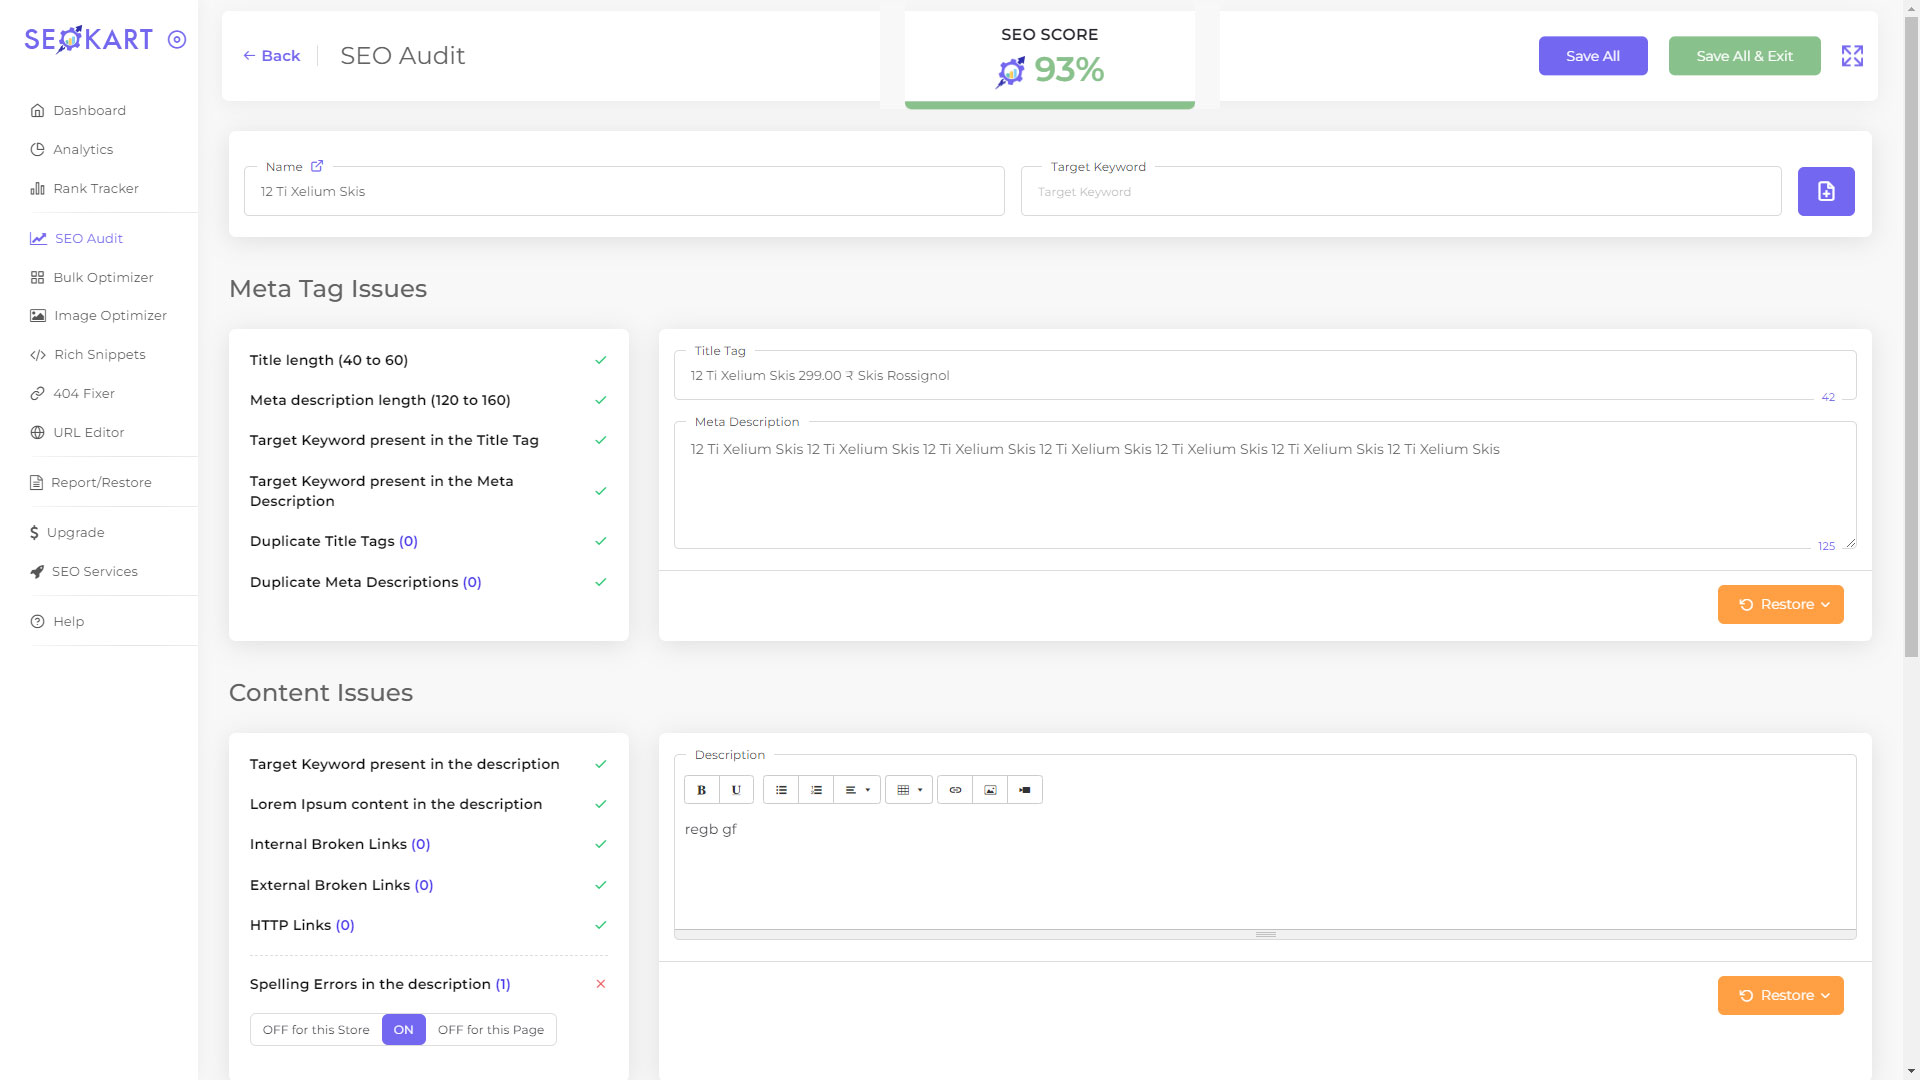 SEOKART
Dashboard
Analytics
Rank Tracker
SEO Audit
Bulk Optimizer
Image Optimizer
Rich Snippets
404 Fixer
URL Editor
Report/Restore
Upgrade
SEO Services
Help
Back
SEO Audit
SEO SCORE
93%
Save All
Save All & Exit
Name
12 Ti Xelium Skis
Target Keyword
Target Keyword
Meta Tag Issues
Title length (40 to 60)
Meta description length (120 to 160)
Target Keyword present in the Title Tag
Target Keyword present in the Meta
Description
Duplicate Title Tags (0)
Duplicate Meta Descriptions (0)
Title Tag
12 Ti Xelium Skis 299.00 ₹ Skis Rossignol
42
Meta Description
12 Ti Xelium Skis 12 Ti Xelium Skis 12 Ti Xelium Skis 12 Ti Xelium Skis 12 Ti Xelium Skis 12 Ti Xelium Skis 12 Ti Xelium Skis
125
Restore
Content Issues
Target Keyword present in the description
Lorem Ipsum content in the description
Internal Broken Links (0)
External Broken Links (0)
HTTP Links (0)
Spelling Errors in the description (1)
OFF for this Store ON OFF for this Page
Description
B U
regb gf
Restore